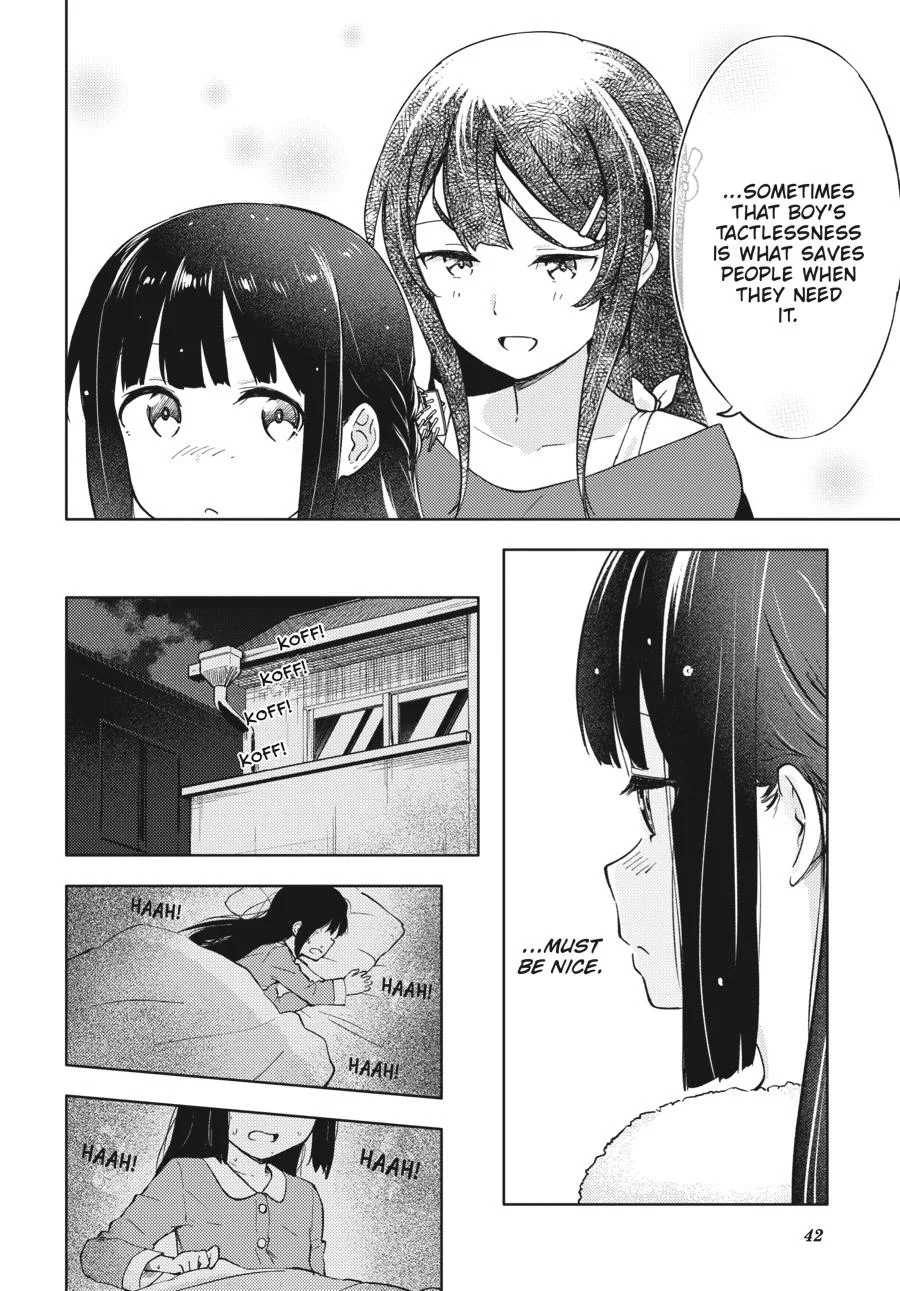 ...SOMETIMES
THAT BOY'S
TACTLESSNESS
IS WHAT SAVES
PEOPLE WHEN
THEY NEED
IT.
...MUST
BE NICE.
KOFF!
KOFF!
KOFF!
KOFF!
HAAH!
HAAH!
HAAH!
HAAH!
HAAH!
42